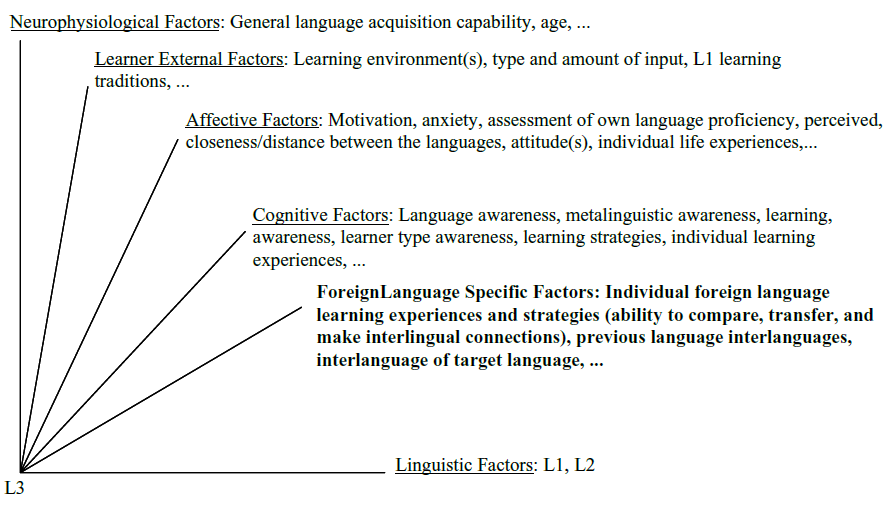 Neurophysiological Factors: General language acquisition capability, age, ...
Learner External Factors: Learning environment(s), type and amount of input, L1 learning
traditions, ...
Affective Factors: Motivation, anxiety, assessment of own language proficiency, perceived,
closeness/distance between the languages, attitude(s), individual life experiences,...
Cognitive Factors: Language awareness, metalinguistic awareness, learning,
awareness, learner type awareness, learning strategies, individual learning
experiences, ...
ForeignLanguage Specific Factors: Individual foreign language
learning experiences and strategies (ability to compare, transfer, and
make interlingual connections), previous language interlanguages,
interlanguage of target language, ...
Linguistic Factors: L1, L2
L3